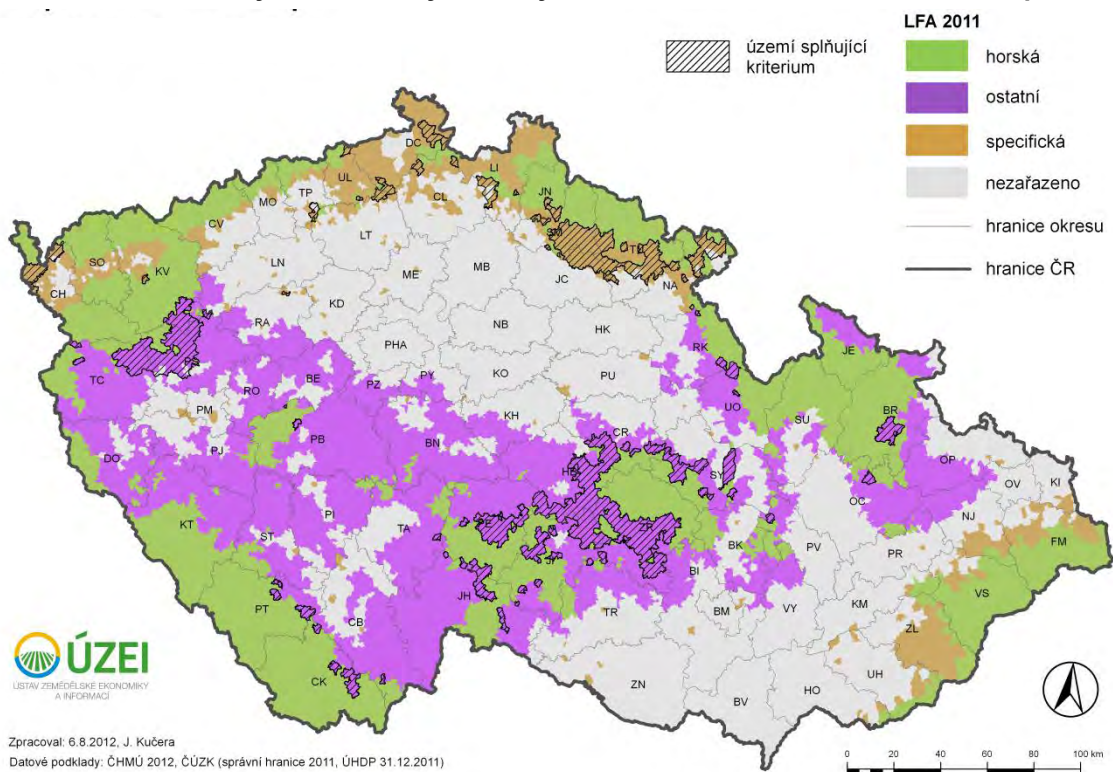 LFA 2011
území splňující
kriterium
horská
ostatní
specifická
nezařazeno
hranice okresu
hranice ČR
DC
LI
UL
JN
TP
MO
CL
CV
LT
SO
KV
TU
LN
ME
MB
JC
NA
CH
KD
RA
NB
HK
PHA
RK
JE
TC
KO
PU
RO
BE
PZ
PY
PM
KH
UO
SU
BR
PB
BN
CR
DO
PJ
SY
OP
OV
KI
OC
KT
PI
TA
NJ
FM
ST
BK
PV
PR
BI
VS
PT
JH
CB
TR
BM
VY
KM
ZL
CK
ZN
BV
HO
UH
ÚZEI
ÚSTAV ZEMĚDĚLSKÉ EKONOMIKY
A INFORMACÍ
Zpracoval: 6.8.2012, J. Kučera
Datové podklady: ČHMÚ 2012, ČÚZK (správní hranice 2011, ÚHDP 31.12.2011)
0 20 40 60 80 100 km